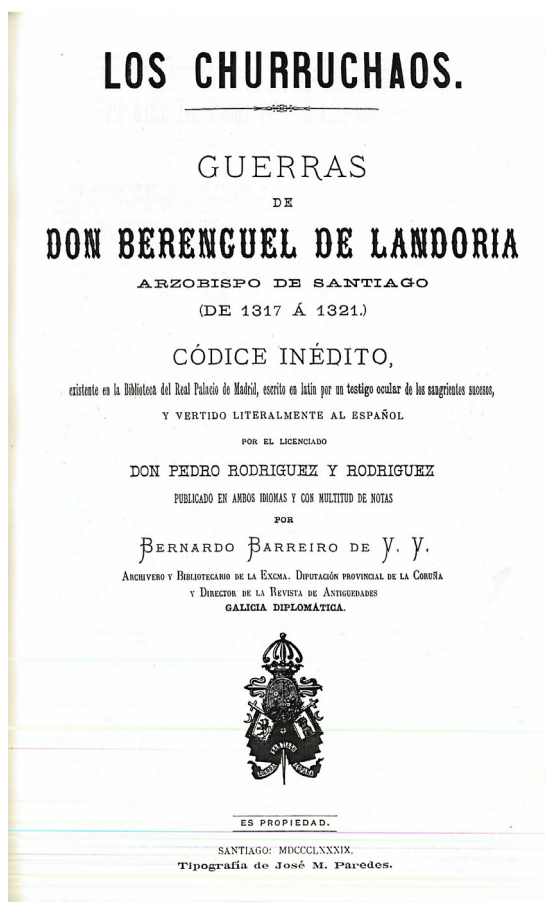 LOS CHURRUCHAOS.
GUERRAS
DE
DON BERENGUEL DE LANDORIA
ARZOBISPO DE SANTIAGO
(DE 1317 Á 1321.)
CÓDICE INÉDITO,
existente en la Biblioteca del Real Palacio de Madrid, escrito en latin por un testigo ocular de los sangrientos sucesos,
Y VERTIDO LITERALMENTE AL ESPAÑOL
POR EL LICENCIADO
DON PEDRO RODRIGUEZ Y RODRIGUEZ
PUBLICADO EN AMBOS IDIOMAS Y CON MULTITUD DE NOTAS
POR
BERNARDO BARREIRO DE V. V.
ARCHIVERO Y BIBLIOTECARIO DE LA EXCMA. DIPUTACIÓN PROVINCIAL DE LA CORUÑA
Y DIRECTOR DE LA REVISTA DE ANTIGUEDADES
GALICIA DIPLOMÁTICA.
SANTIAGO
ES PROPIEDAD.
SANTIAGO: MDCCCLXXXIX.
Tipografía de José M. Paredes.